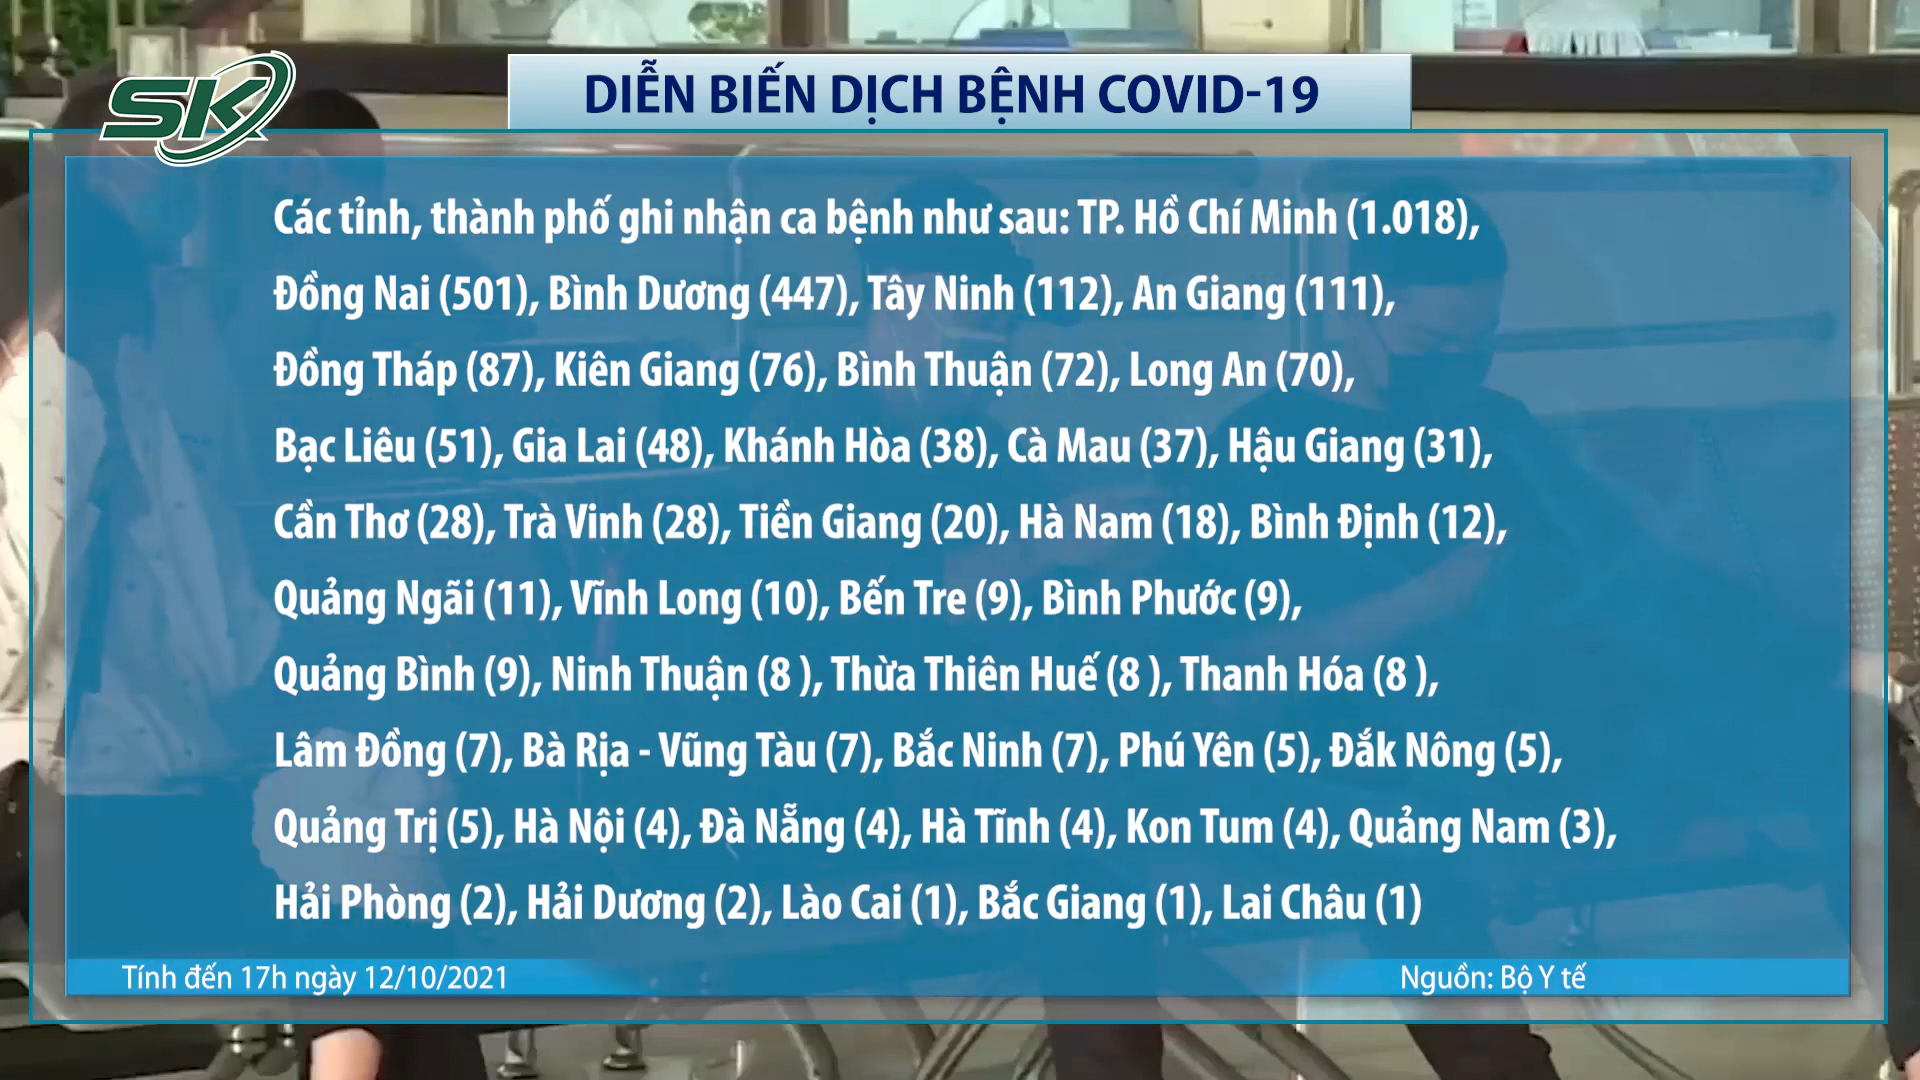 SK
DIỄN BIẾN DỊCH BỆNH COVID-19
Các tỉnh, thành phố ghi nhận ca bệnh như sau: TP. Hồ Chí Minh (1.018),
Đồng Nai (501), Bình Dương (447), Tây Ninh (112), An Giang (111),
Đồng Tháp (87), Kiên Giang (76), Bình Thuận (72), Long An (70),
Bạc Liêu (51), Gia Lai (48), Khánh Hòa (38), Cà Mau (37), Hậu Giang (31),
Cần Thơ (28), Trà Vinh (28), Tiền Giang (20), Hà Nam (18), Bình Định (12),
Quảng Ngãi (11), Vĩnh Long (10), Bến Tre (9), Bình Phước (9),
Quảng Bình (9), Ninh Thuận (8 ), Thừa Thiên Huế (8 ), Thanh Hóa (8 ),
Lâm Đồng (7), Bà Rịa - Vũng Tàu (7), Bắc Ninh (7), Phú Yên (5), Đắk Nông (5),
Quảng Trị (5), Hà Nội (4), Đà Nẵng (4), Hà Tĩnh (4), Kon Tum (4), Quảng Nam (3),
Hải Phòng (2), Hải Dương (2), Lào Cai (1), Bắc Giang (1), Lai Châu (1)
Tính đến 17h ngày 12/10/2021
Nguồn: Bộ Y tế